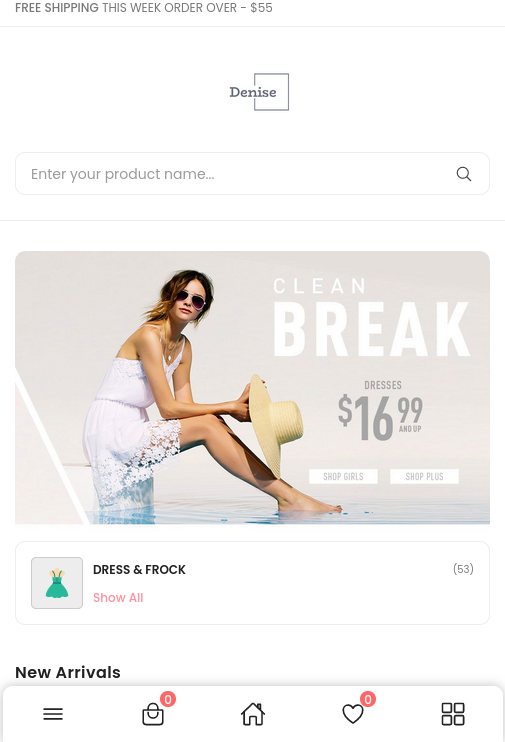 FREE SHIPPING THIS WEEK ORDER OVER - $55
Denise
Enter your product name...
CLEAN
BREAK
DRESSES
$16 99
AND UP
SHOP GIRLS SHOP PLUS
DRESS & FROCK (53)
Show All
New Arrivals
0 0